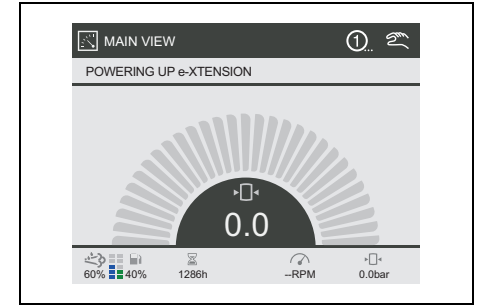 MAIN VIEW
1...
POWERING UP e-XTENSION
0.0
60% 40% 1286h --RPM 0.0bar